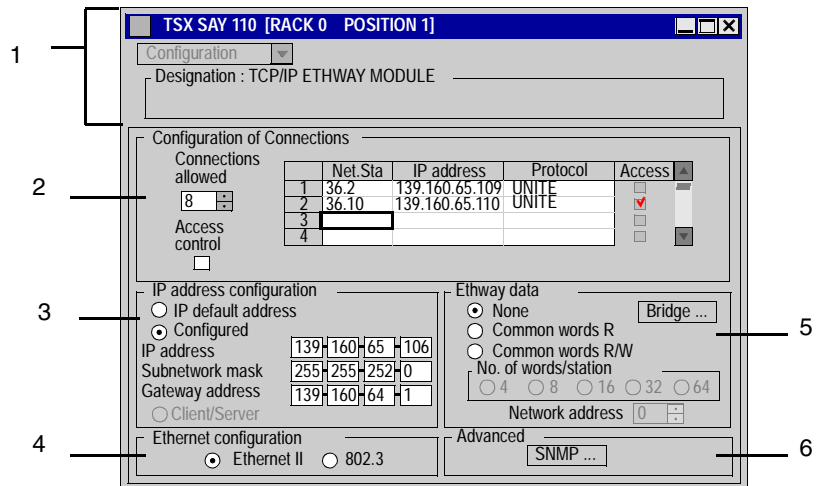 TSX SAY 110 [RACK 0 POSITION 1]
1
Configuration
Designation : TCP/IP ETHWAY MODULE
Configuration of Connections
Connections allowed
Net.Sta IP address Protocol Access
1 36.2 139.160.65.109 UNITE
2 8
2 36.10 139.160.65.110 UNITE
3
4
Access control
IP address configuration
3
IP default address
Configured
IP address 139 160 65 106
Subnetwork mask 255 255 252 0
Gateway address 139 160 64 1
Client/Server
Ethway data
None Bridge ...
Common words R
5
Common words R/W
No. of words/station
4 8 16 32 64
Network address 0
Ethernet configuration
4
Ethernet II 802.3
Advanced
SNMP ...
6